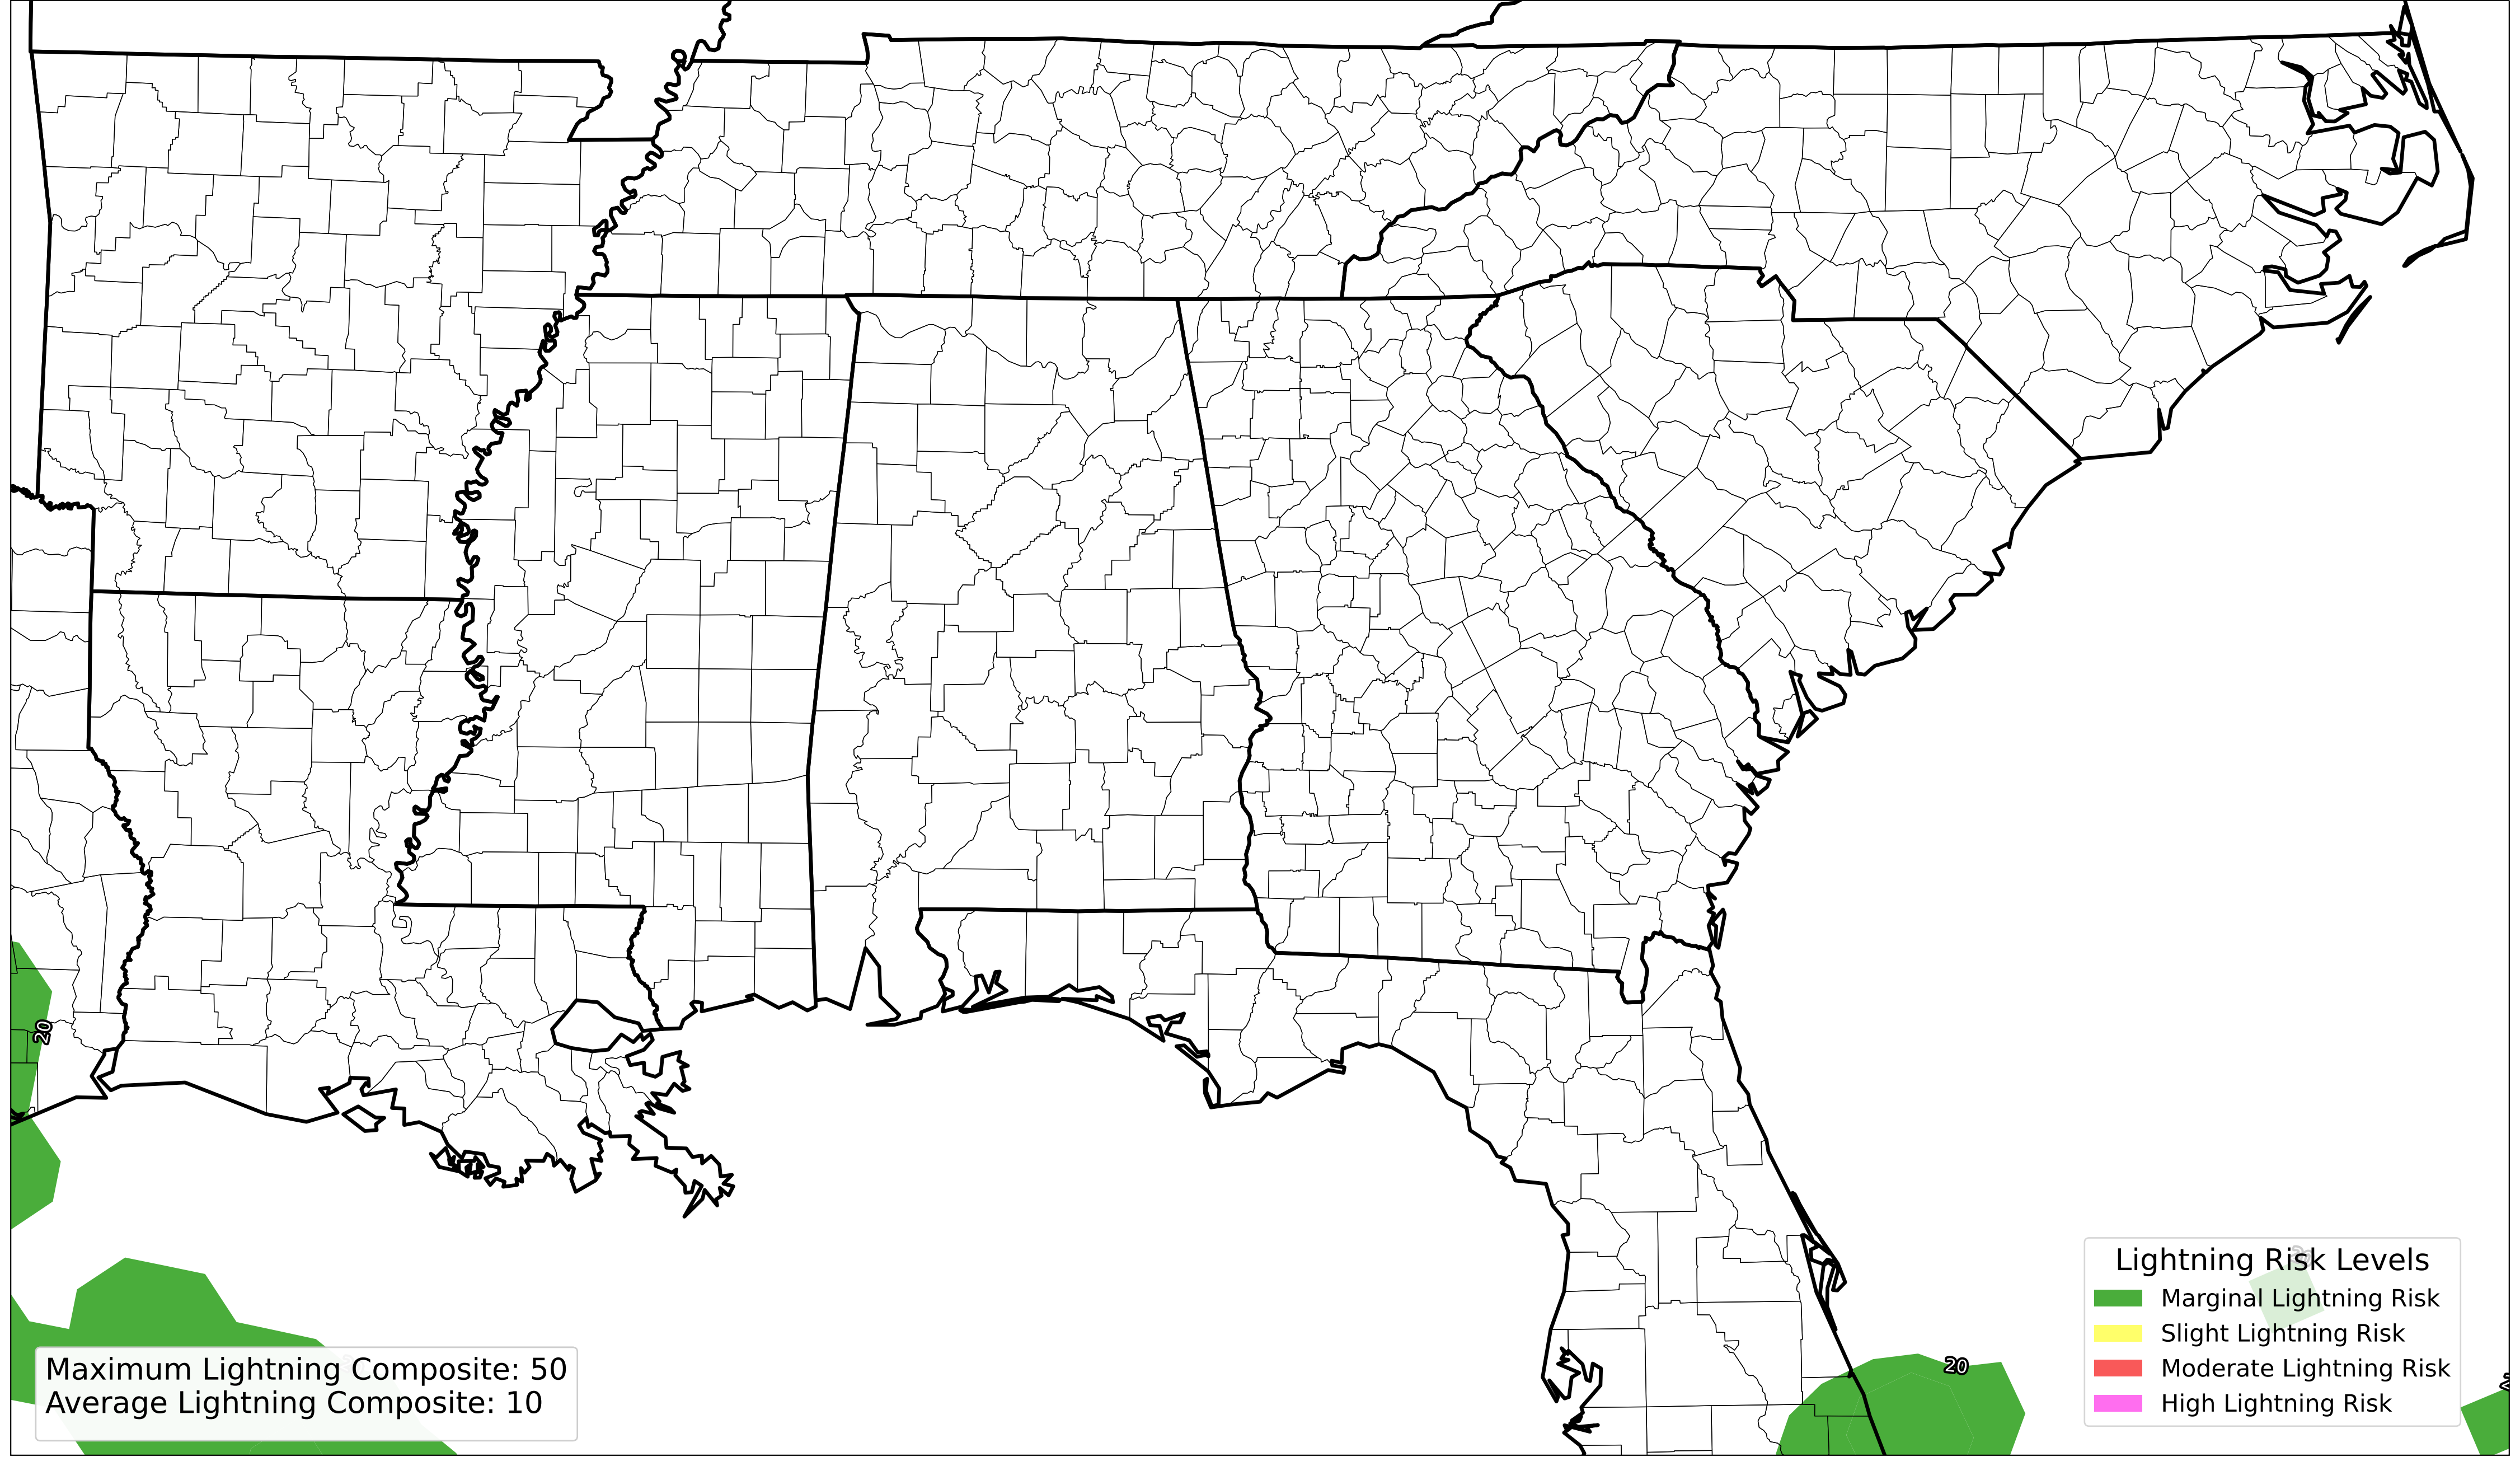 20
Maximum Lightning Composite: 50
Average Lightning Composite: 10
20
Lightning Risk Levels
Marginal Lightning Risk
Slight Lightning Risk
Moderate Lightning Risk
High Lightning Risk